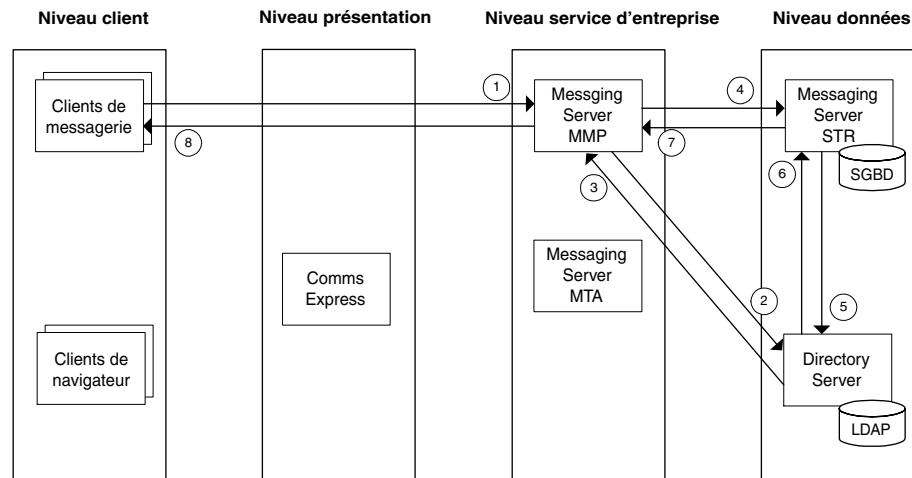 Niveau client
Niveau présentation
Niveau service d'entreprise
Niveau données
Clients de
messagerie
1
8
Messging
Server
MMP
4
7
Messaging
Server
STR
SGBD
3
6
Comms
Express
Messaging
Server
MTA
2
5
Clients de
navigateur
Directory
Server
LDAP